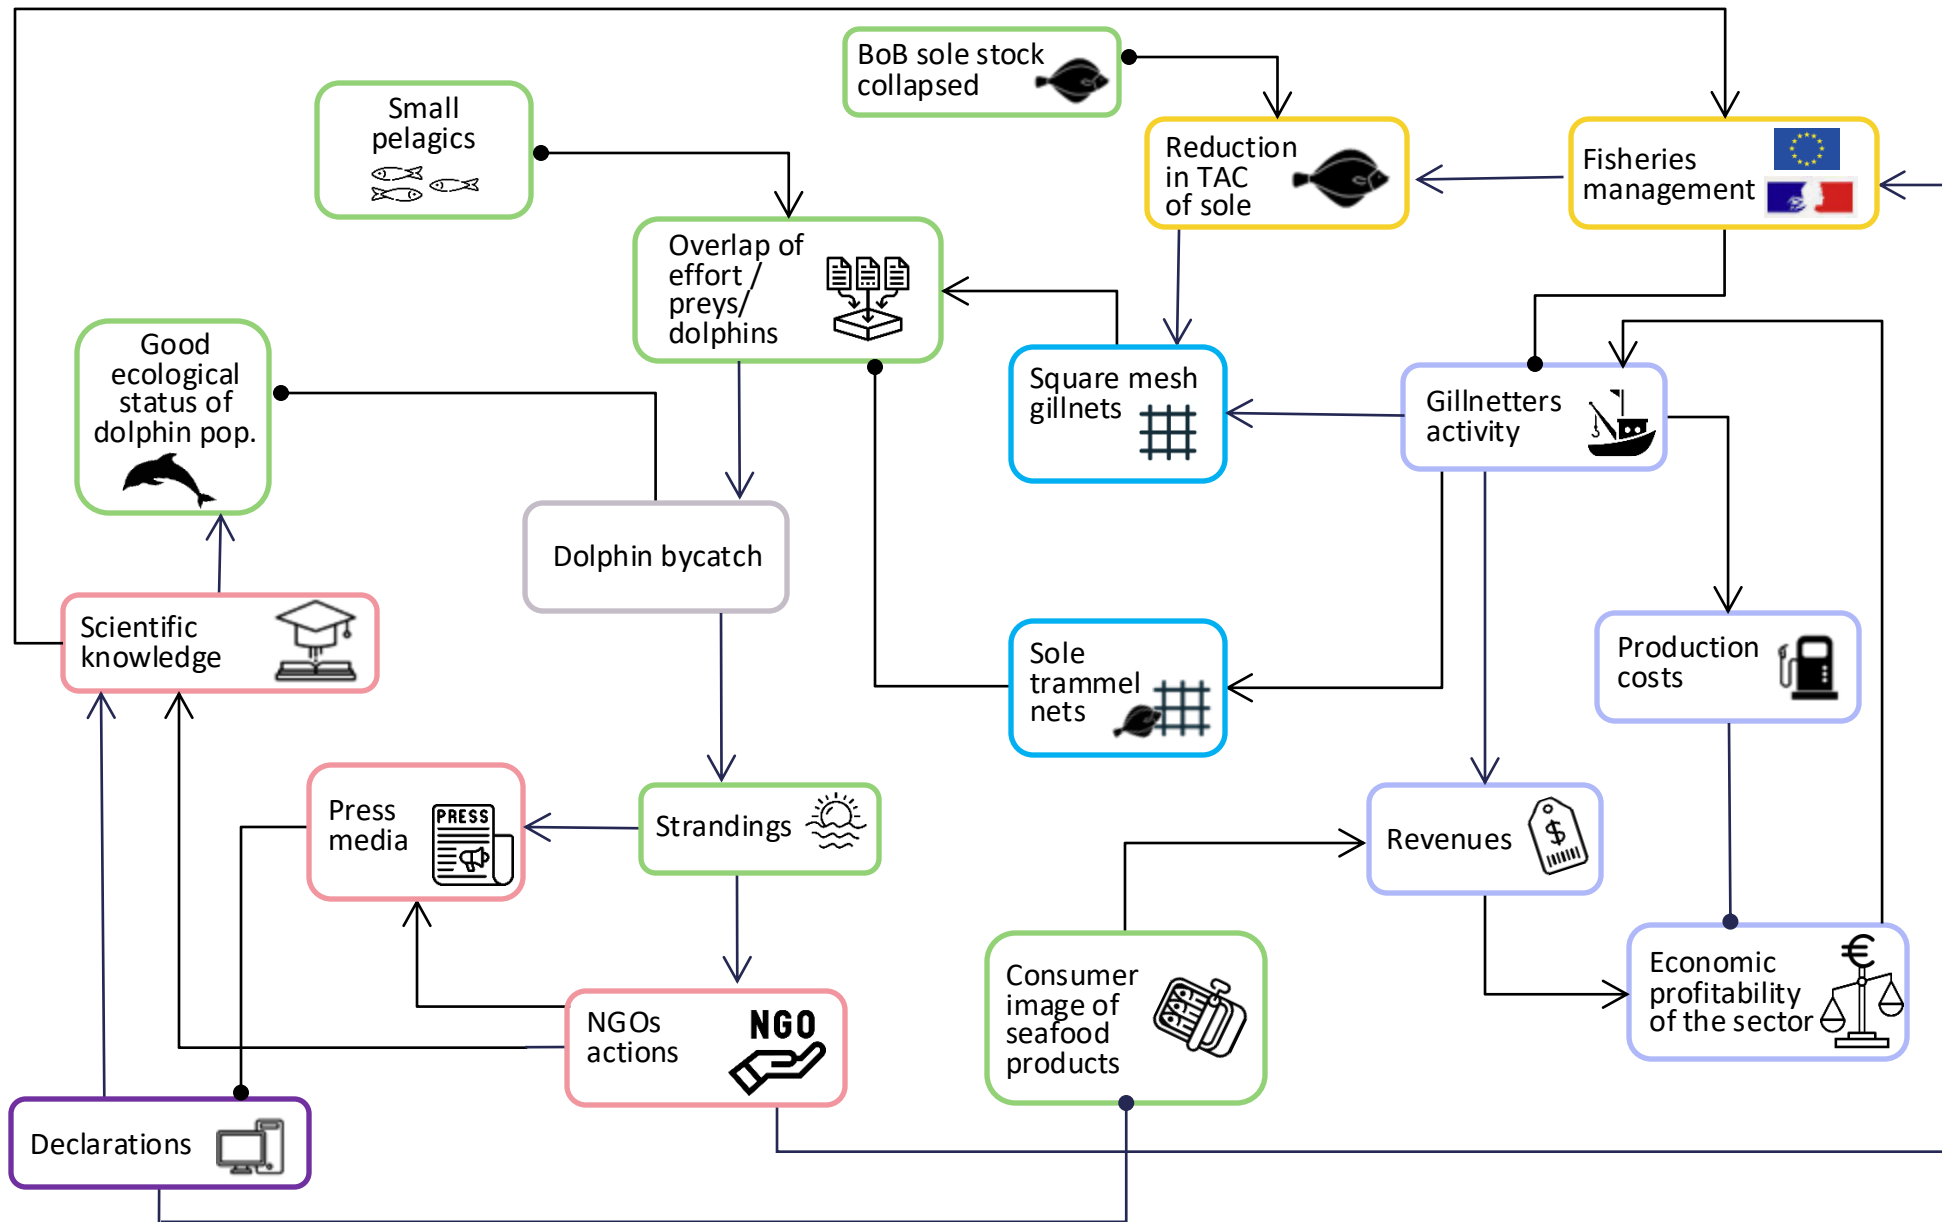 BoB sole stock
collapsed
Small
pelagics
Reduction
in TAC
of sole
Fisheries
management
Overlap of
effort /
preys/
dolphins
Good
ecological
status of
dolphin pop.
Square mesh
gillnets
Gillnetters
activity
Dolphin bycatch
Scientific
knowledge
Sole
trammel
nets
Production
costs
Press
media
PRESS
Strandings
Revenues
$
Consumer
image of
seafood
products
Economic
profitability
of the sector
€
NGOs
actions
NGO
Declarations